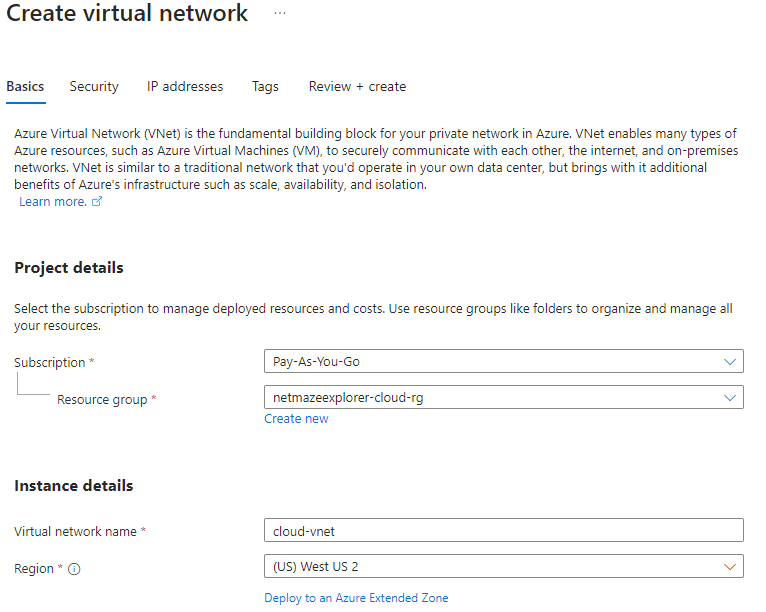 Create virtual network ...
Basics Security IP addresses Tags Review + create
Azure Virtual Network (VNet) is the fundamental building block for your private network in Azure. VNet enables many types of
Azure resources, such as Azure Virtual Machines (VM), to securely communicate with each other, the internet, and on-premises
networks. VNet is similar to a traditional network that you'd operate in your own data center, but brings with it additional
benefits of Azure's infrastructure such as scale, availability, and isolation.
Learn more.
Project details
Select the subscription to manage deployed resources and costs. Use resource groups like folders to organize and manage all
your resources.
Subscription * Pay-As-You-Go
Resource group * netmazeexplorer-cloud-rg
Create new
Instance details
Virtual network name * cloud-vnet
Region * (US) West US 2
Deploy to an Azure Extended Zone